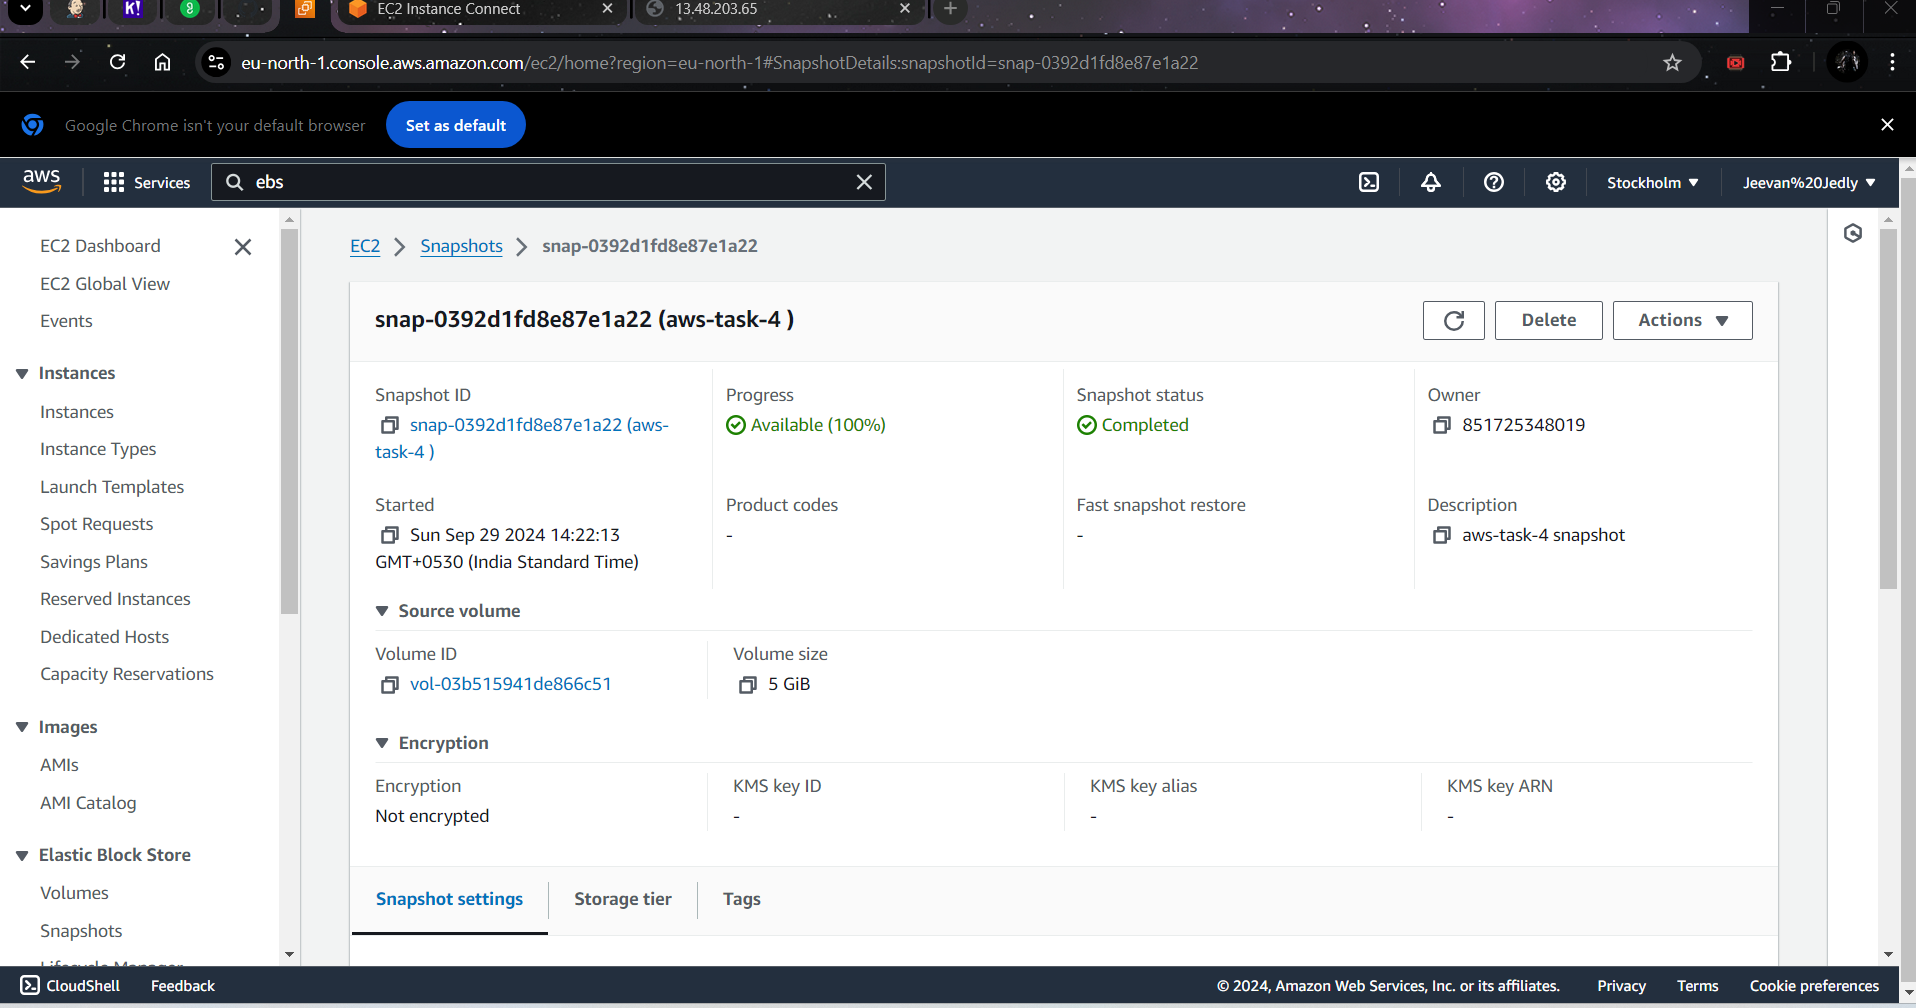 K!
EC2 Instance Connect
13.48.203.65
eu-north-1.console.aws.amazon.com/ec2/home?region=eu-north-1#SnapshotDetails:snapshotId=snap-0392d1fd8e87e1a22
Google Chrome isn't your default browser
Set as default
aws
Services
ebs
Stockholm
Jeevan%20Jedly
EC2 Dashboard
EC2 Global View
Events
Instances
Instances
Instance Types
Launch Templates
Spot Requests
Savings Plans
Reserved Instances
Dedicated Hosts
Capacity Reservations
Images
AMIs
AMI Catalog
Elastic Block Store
Volumes
Snapshots
Lifecycle Manager
EC2
Snapshots
snap-0392d1fd8e87e1a22
snap-0392d1fd8e87e1a22 (aws-task-4 )
Delete
Actions
Snapshot ID
snap-0392d1fd8e87e1a22 (aws-
task-4 )
Progress
Available (100%)
Snapshot status
Completed
Owner
851725348019
Started
Sun Sep 29 2024 14:22:13
GMT+0530 (India Standard Time)
Product codes
-
Fast snapshot restore
-
Description
aws-task-4 snapshot
Source volume
Volume ID
vol-03b515941de866c51
Volume size
5 GiB
Encryption
Encryption
Not encrypted
KMS key ID
-
KMS key alias
-
KMS key ARN
-
Snapshot settings
Storage tier
Tags
CloudShell
Feedback
© 2024, Amazon Web Services, Inc. or its affiliates.
Privacy
Terms
Cookie preferences